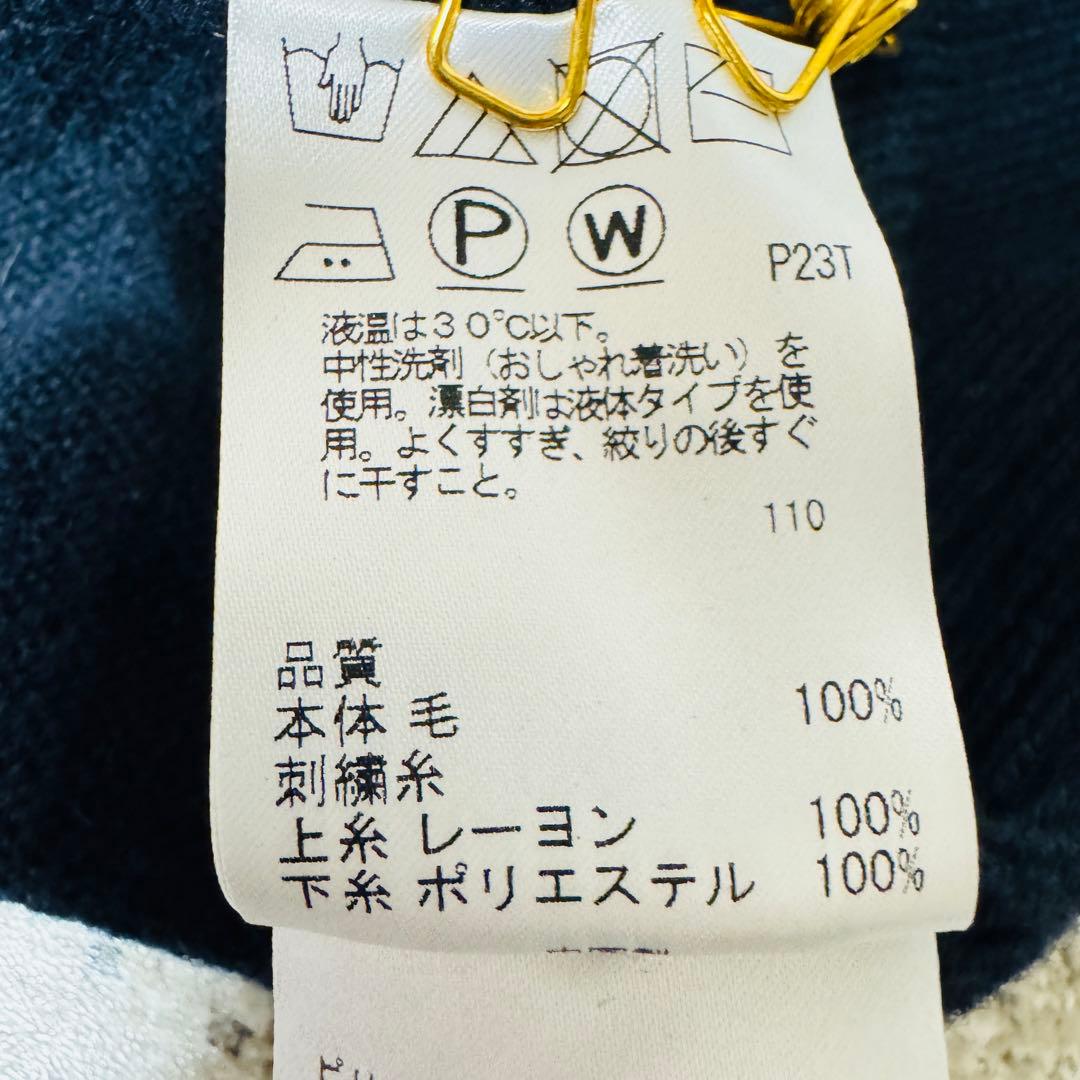 P
W
P23T
液温は30℃以下。
中性洗剤（おしゃれ着洗い）を
使用。漂白剤は液体タイプを使
用。よくすすぎ、絞りの後すぐ
に干すこと。
110
品質
本体 毛 100%
刺繍糸
上糸 レーヨン 100%
下糸 ポリエステル 100%